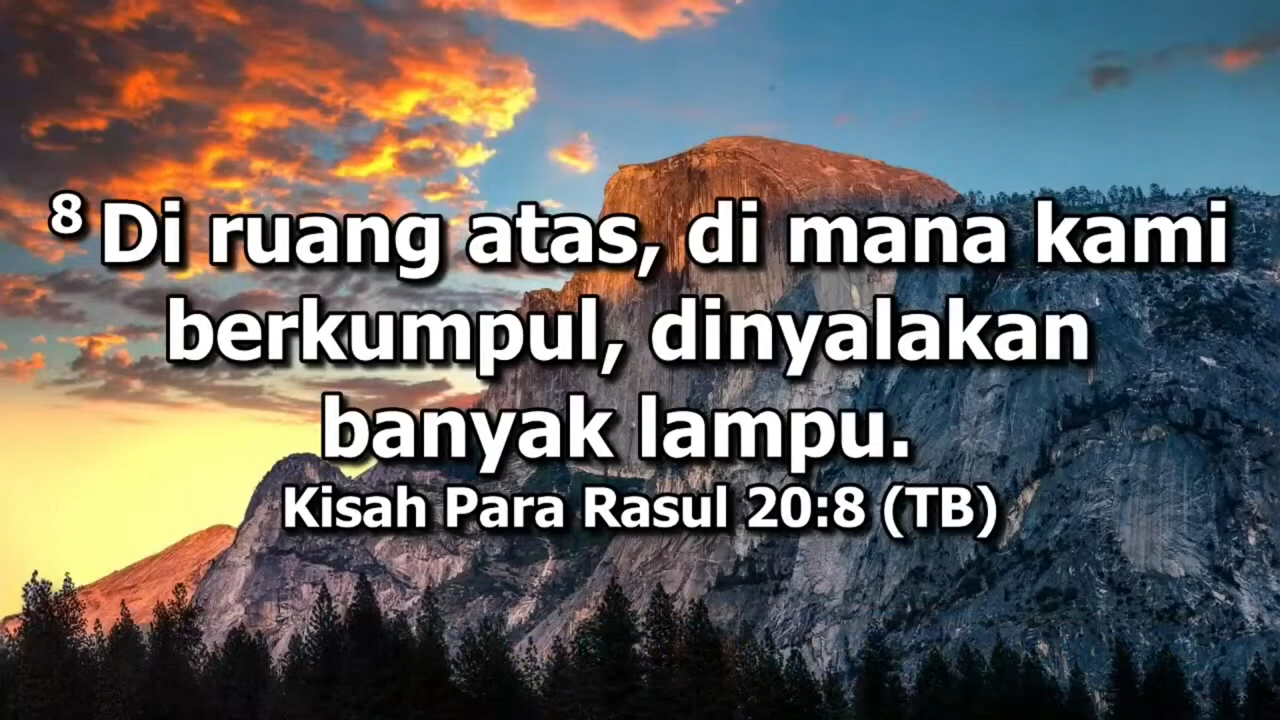 8 Di ruang atas, di mana kami
berkumpul, dinyalakan
banyak lampu.
Kisah Para Rasul 20:8 (TB)